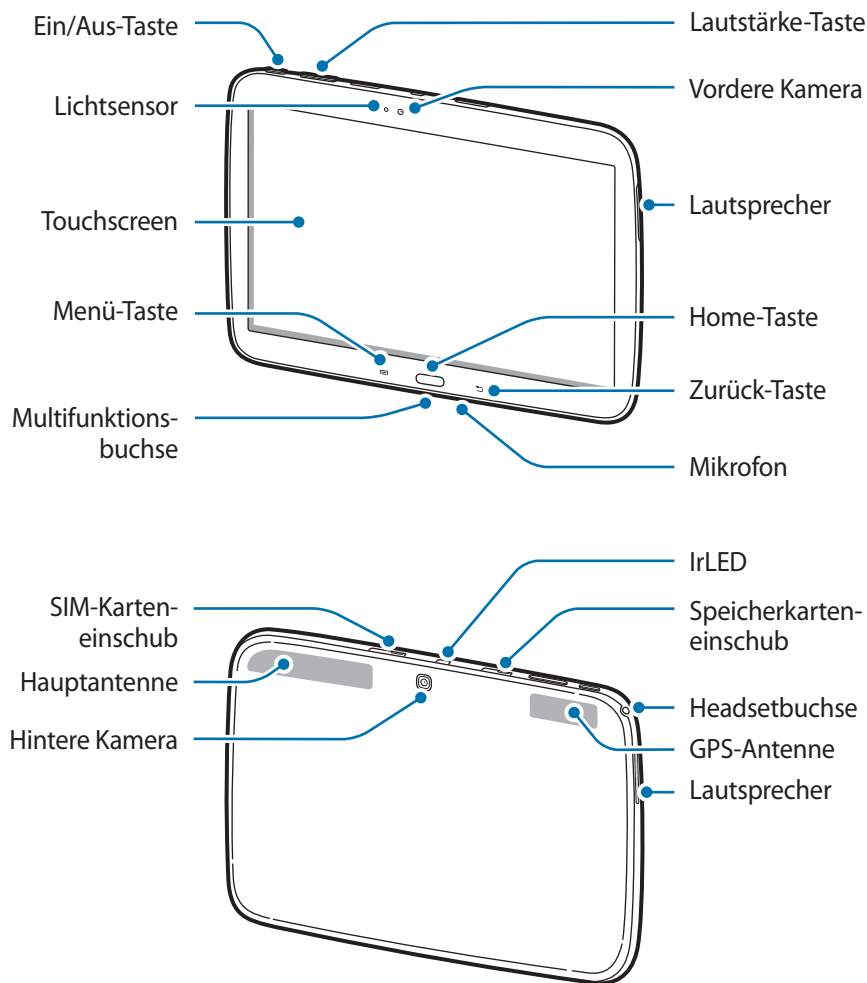 Ein/Aus-Taste
Lautstärke-Taste
Lichtsensor
Vordere Kamera
Touchscreen
Lautsprecher
Menü-Taste
Home-Taste
Zurück-Taste
Multifunktions-
buchse
Mikrofon
IrLED
SIM-Karten-
einschub
Speicherkarten-
einschub
Hauptantenne
Headsetbuchse
Hintere Kamera
GPS-Antenne
Lautsprecher